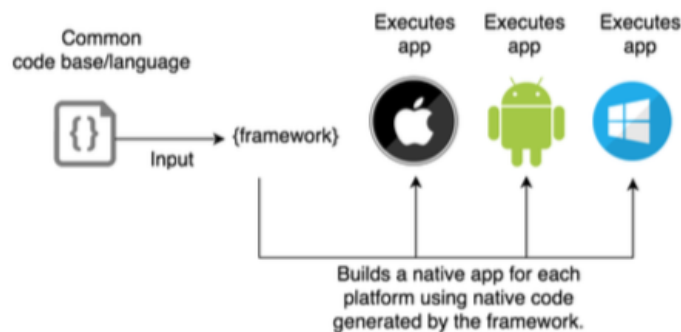 Common
code base/language
{ }
Input
{framework}
Executes
app
Executes
app
Executes
app
Builds a native app for each
platform using native code
generated by the framework.